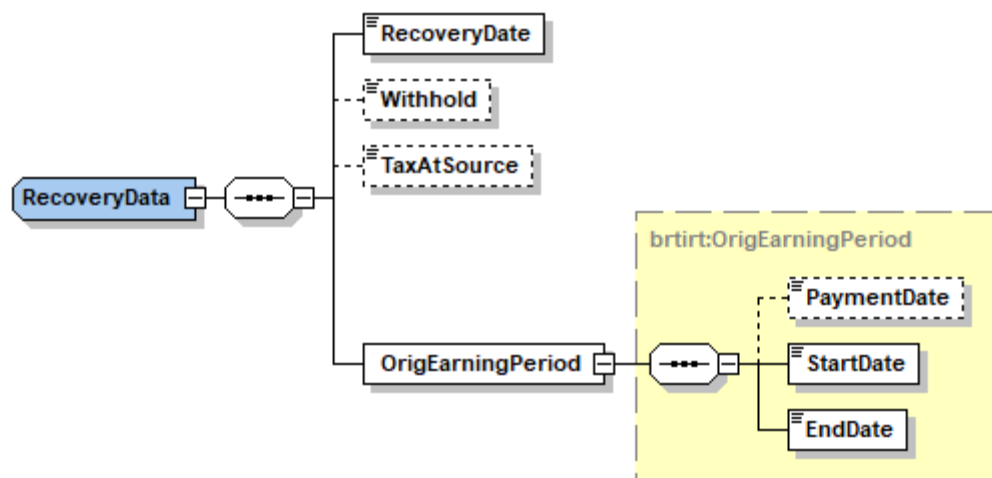 RecoveryDate
Withhold
TaxAtSource
RecoveryData
brtirt:OrigEarningPeriod
PaymentDate
OrigEarningPeriod
StartDate
EndDate